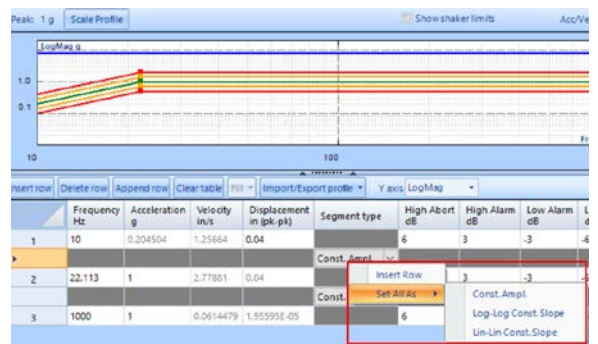 Peak: 1 g Scale Profile Show shaker limits Acc/Ve
LogMag g
1.0
0.1
Fre
10 100
nsert row Delete row Append row Clear table Fill Import/Export profile Y axis LogMag
Frequency Hz Acceleration g Velocity in/s Displacement in (pk-pk) Segment type High Abort dB High Alarm dB Low Alarm dB L d
1 10 0.204504 1.25664 0.04 6 3 -3 -6
Const. Ampl.
2 22.113 1 2.77881 0.04 3 -3
Const.
3 1000 1 0.0614479 1.95595E-05 6
Insert Row
Set All As
Const. Ampl.
Log-Log Const. Slope
Lin-Lin Const. Slope